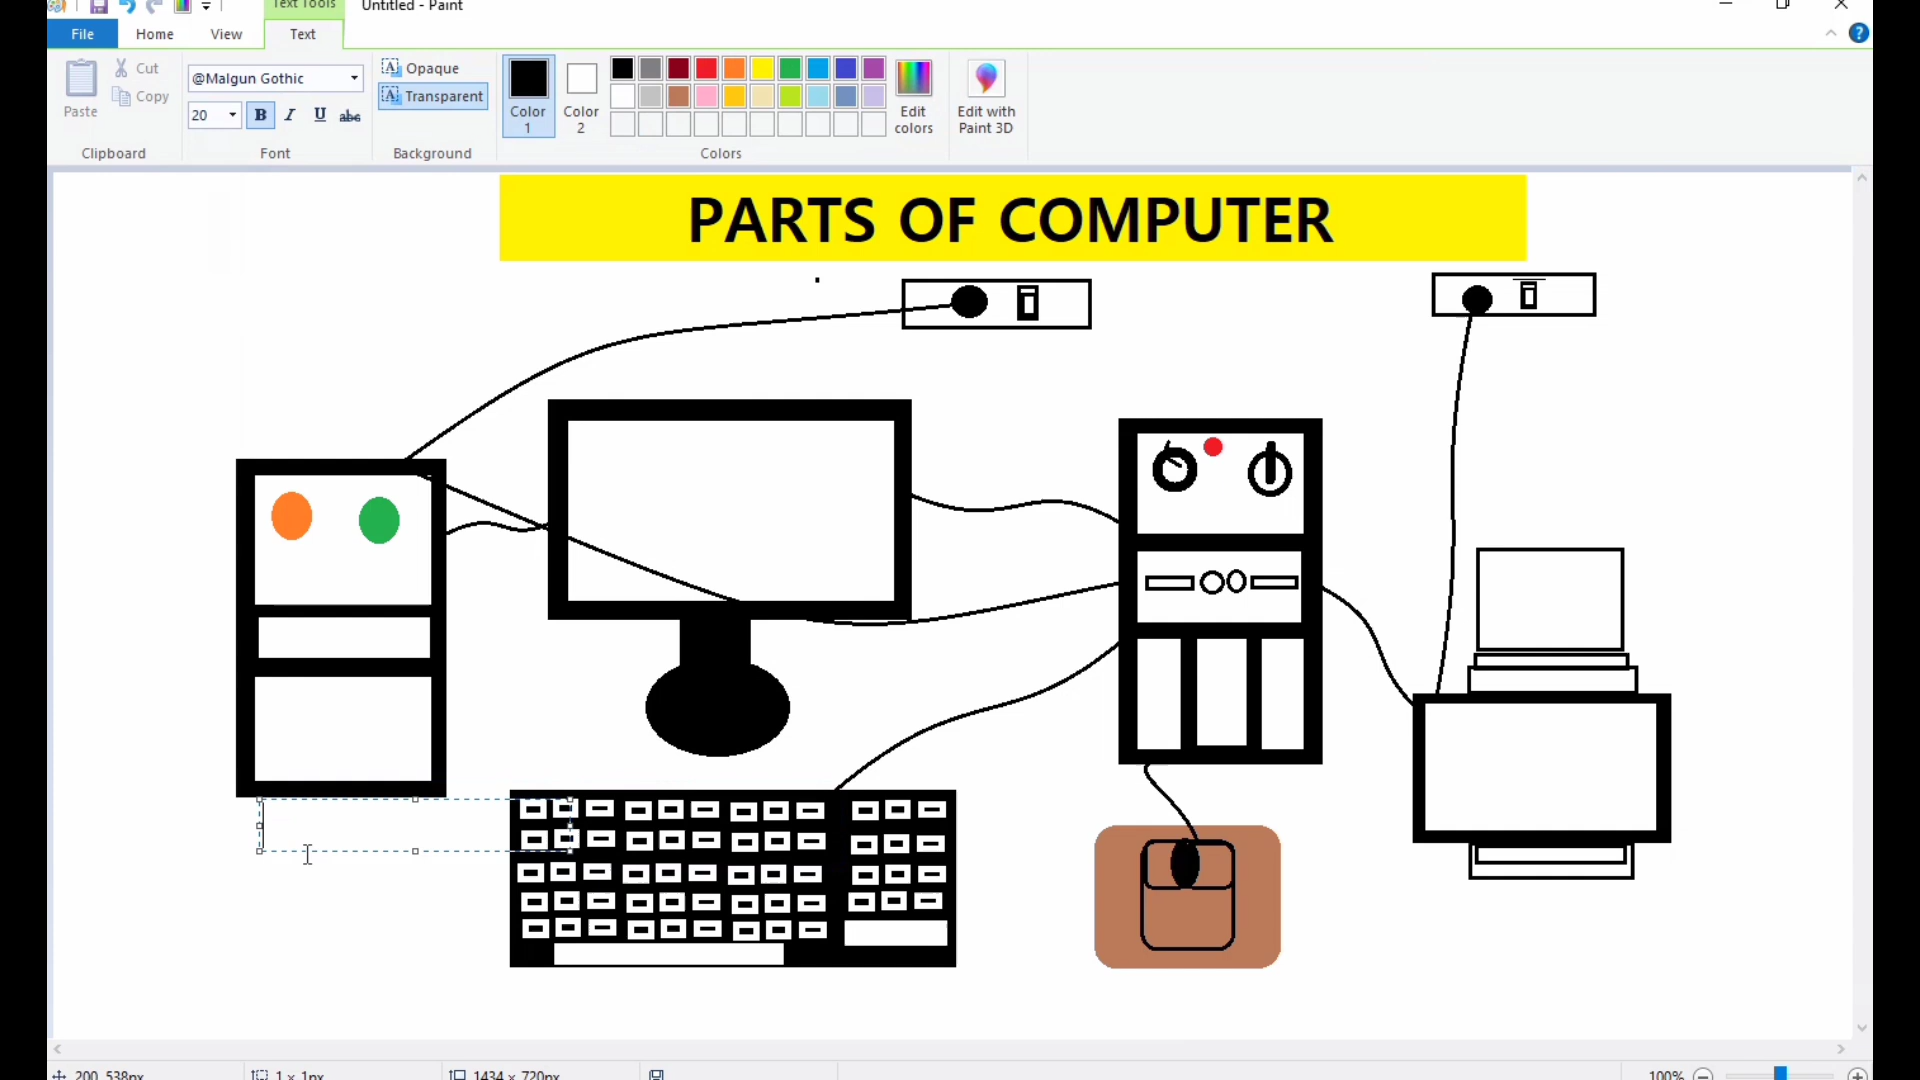 Text Tools
Untitled - Paint
File
Home
View
Text
?
Paste
Cut
Copy
Clipboard
@Malgun Gothic
20
B
I
U
abc
Font
A Opaque
A Transparent
Background
Color
1
Color
2
Edit
colors
Colors
Edit with
Paint 3D
PARTS OF COMPUTER
200, 538px
1 × 1px
1434 × 720px
100%